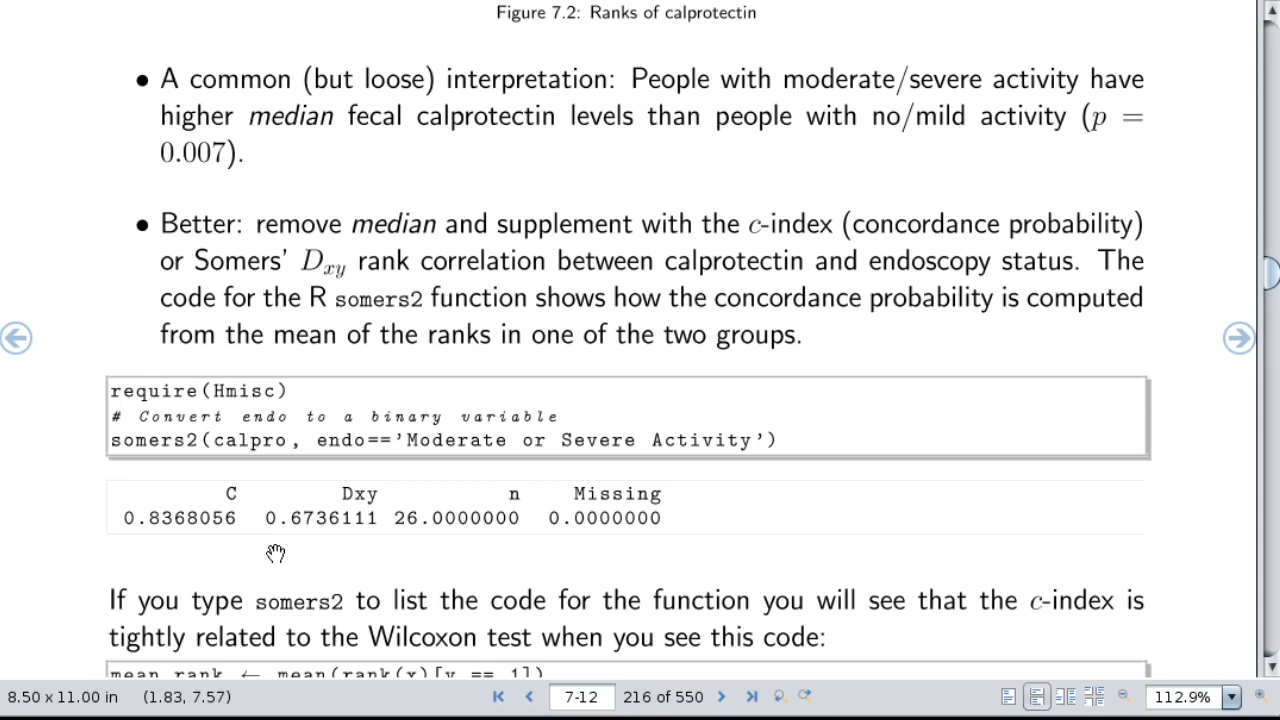 Figure 7.2: Ranks of calprotectin
• A common (but loose) interpretation: People with moderate/severe activity have
higher median fecal calprotectin levels than people with no/mild activity (p =
0.007).
• Better: remove median and supplement with the c-index (concordance probability)
or Somers' Dxy rank correlation between calprotectin and endoscopy status. The
code for the R somers2 function shows how the concordance probability is computed
from the mean of the ranks in one of the two groups.
require(Hmisc)
# Convert endo to a binary variable
somers2(calpro, endo=='Moderate or Severe Activity')
C Dxy n Missing
0.8368056 0.6736111 26.0000000 0.0000000
If you type somers2 to list the code for the function you will see that the c-index is
tightly related to the Wilcoxon test when you see this code:
mean rank ← mean(rank(x)[y == 1])
8.50 x 11.00 in (1.83, 7.57) 7-12 216 of 550 112.9%